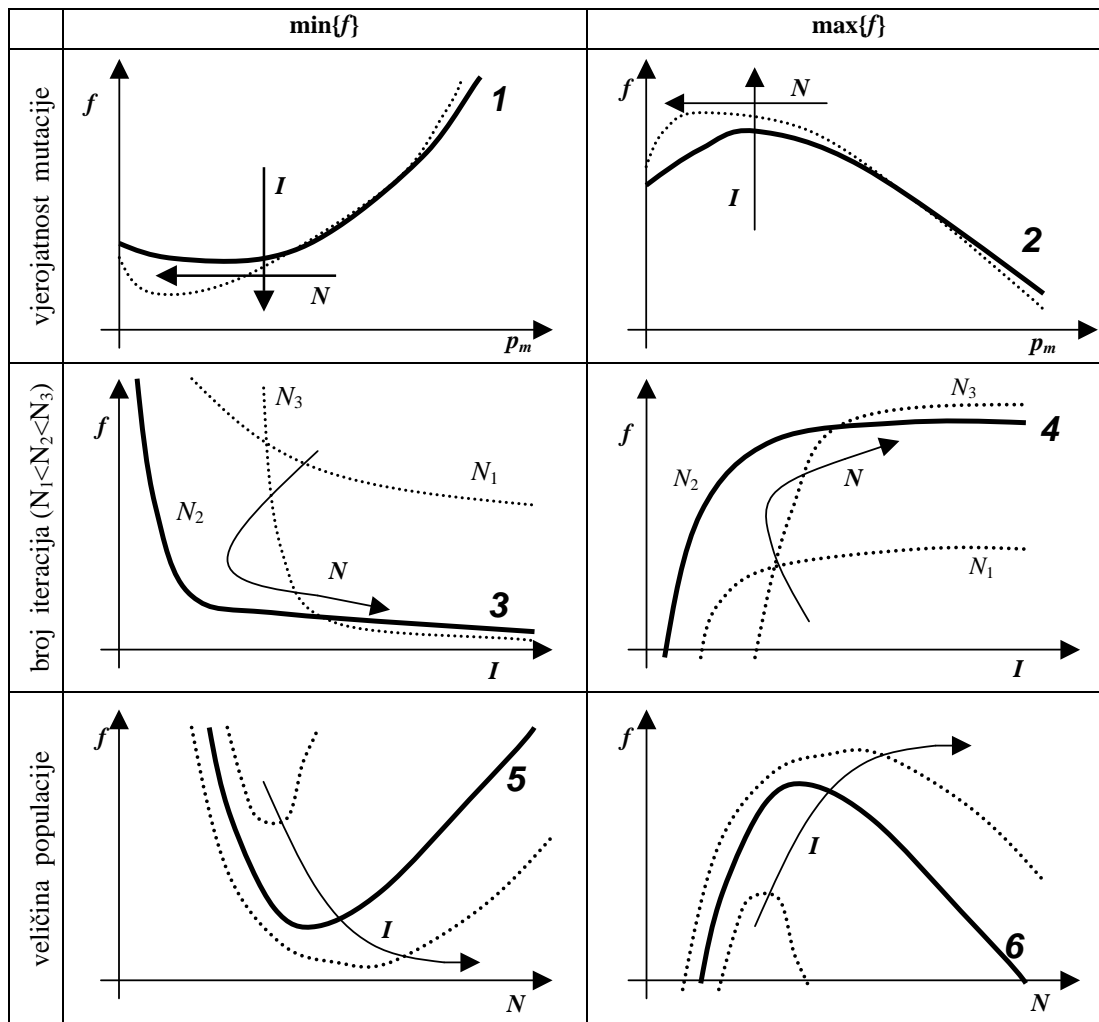 min{f}
max{f}
vjerojatnost mutacije
f
1
I
N
p_m
f
N
I
2
p_m
broj iteracija (N₁<N₂<N₃)
f
N₃
N₁
N₂
N
3
I
f
N₃
4
N₂
N
N₁
I
veličina populacije
f
5
I
N
f
I
6
N